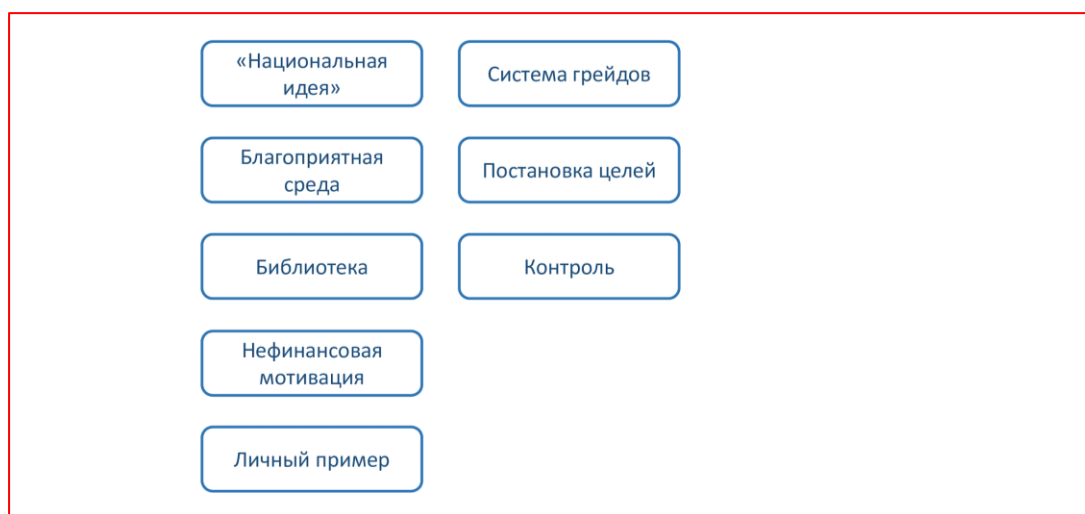 «Национальная
идея»
Благоприятная
среда
Библиотека
Нефинансовая
мотивация
Личный пример
Система грейдов
Постановка целей
Контроль